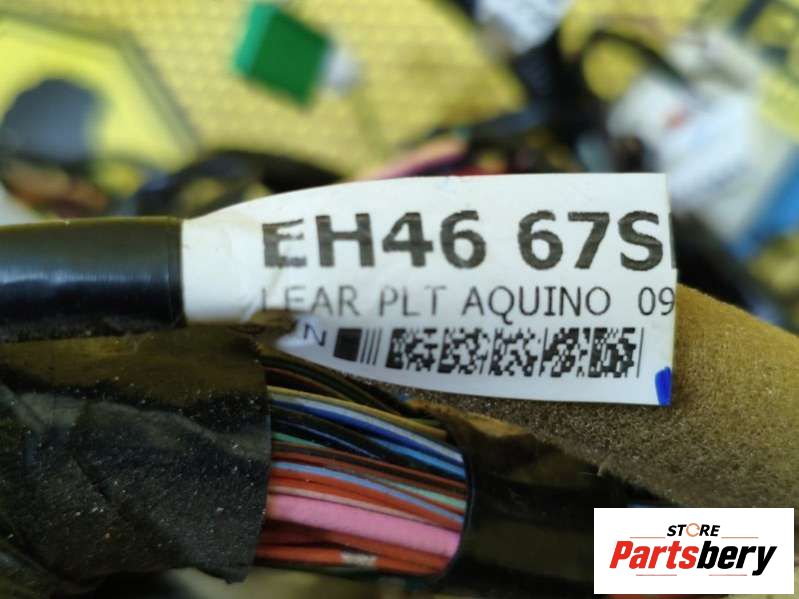 EH46 67S
LEAR PLT AQUINO 09
N
STORE
Partsbery